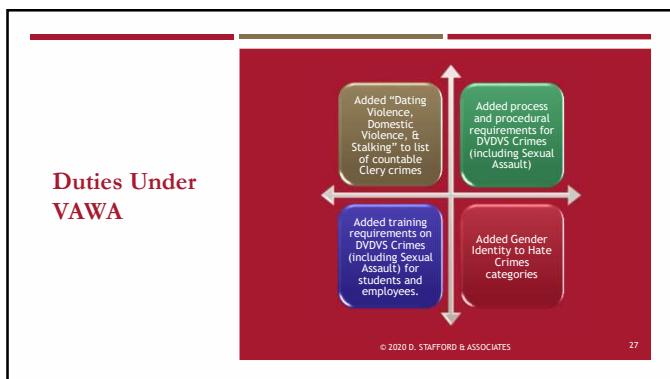 Duties Under
VAWA
Added "Dating
Violence,
Domestic
Violence, &
Stalking" to list
of countable
Clery crimes
Added process
and procedural
requirements for
DVDVS Crimes
(including Sexual
Assault)
Added training
requirements on
DVDVS Crimes
(including Sexual
Assault) for
students and
employees.
Added Gender
Identity to Hate
Crimes
categories
© 2020 D. STAFFORD & ASSOCIATES
27